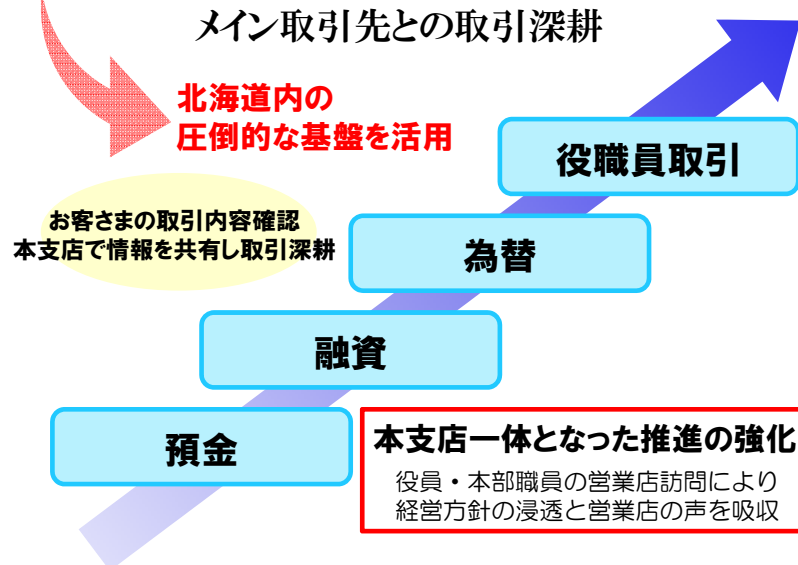 メイン取引先との取引深耕
北海道内の
圧倒的な基盤を活用
役職員取引
お客さまの取引内容確認
本支店で情報を共有し取引深耕
為替
融資
預金
本支店一体となった推進の強化
役員・本部職員の営業店訪問により
経営方針の浸透と営業店の声を吸収